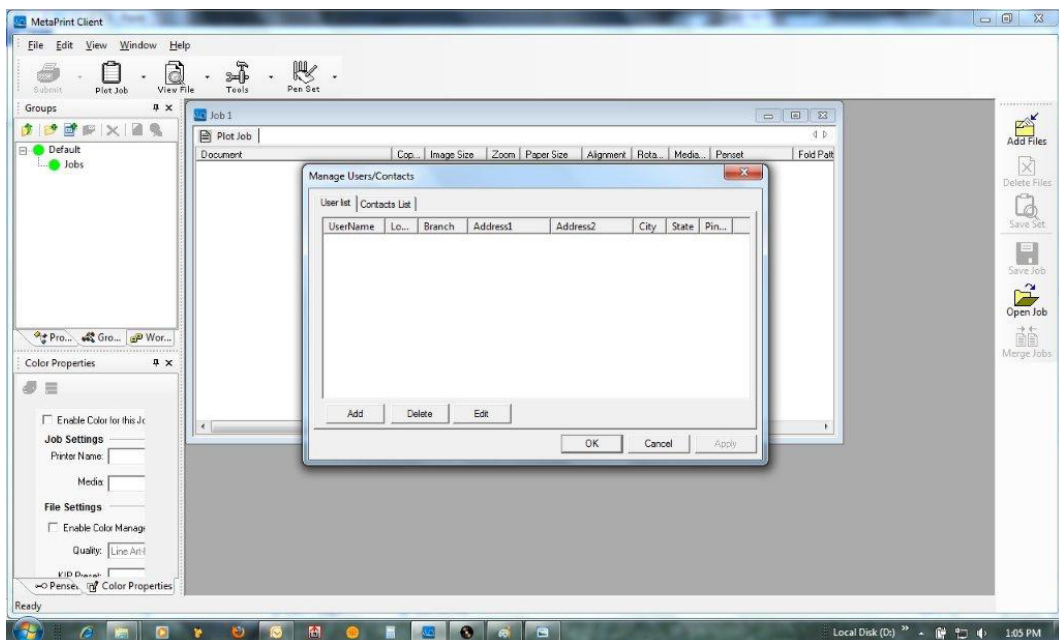 MetaPrint Client
File Edit View Window Help
Submit Plot Job View File Tools Pen Set
Groups
Default
Jobs
Pro... Gro... Wor...
Color Properties
Enable Color for this Jo
Job Settings
Printer Name:
Media:
File Settings
Enable Color Manage
Quality: Line Art-
KIP Preset:
Pense. Color Properties
Ready
Job 1
Plot Job
Document Cop... Image Size Zoom Paper Size Alignment Rota... Media... Penset Fold Patt
Manage Users/Contacts
User list Contacts List
UserName Lo... Branch Address1 Address2 City State Pin...
Add Delete Edit
OK Cancel Apply
Add Files
Delete Files
Save Set
Save Job
Open Job
Merge Jobs
Local Disk (D:) » 1:05 PM